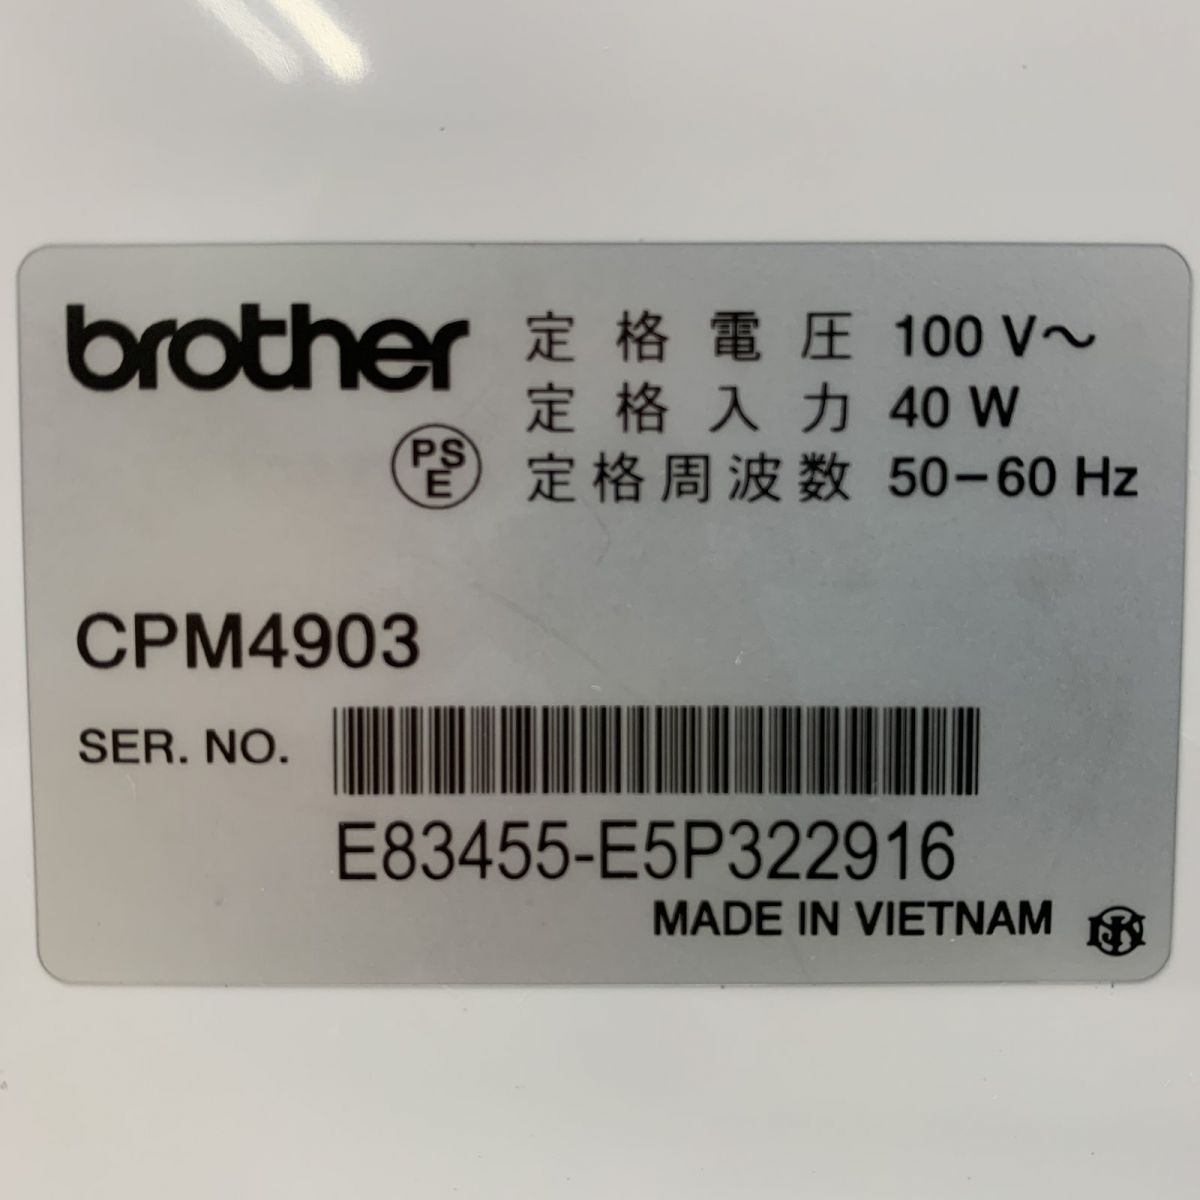 brother
定格電圧 100 V～
定格入力 40 W
PS
E
定格周波数 50-60 Hz
CPM4903
SER. NO.
E83455-E5P322916
MADE IN VIETNAM